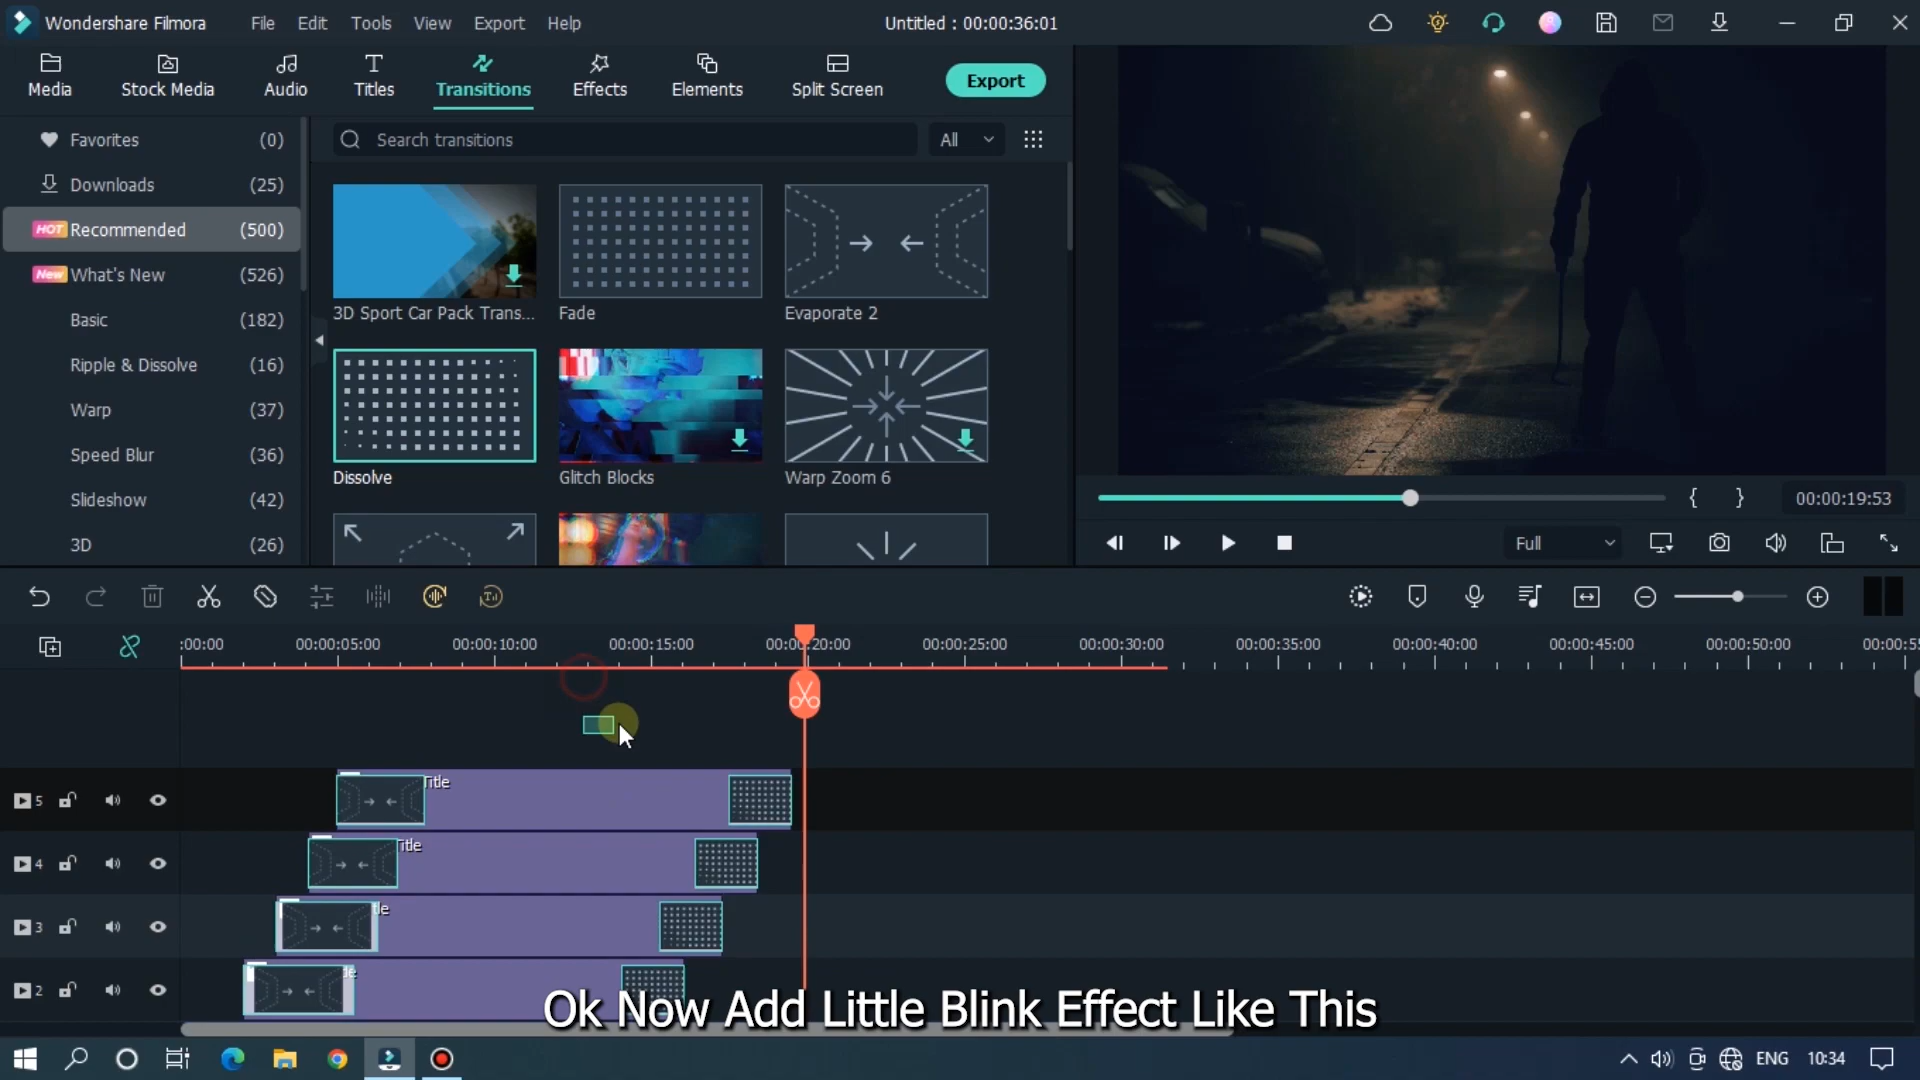 Wondershare Filmora File Edit Tools View Export Help Untitled : 00:00:36:01
Media Stock Media Audio Titles Transitions Effects Elements Split Screen Export
Favorites (0)
Downloads (25)
HOT Recommended (500)
New What's New (526)
Basic (182)
Ripple & Dissolve (16)
Warp (37)
Speed Blur (36)
Slideshow (42)
3D (26)
Search transitions All
3D Sport Car Pack Trans... Fade Evaporate 2
Dissolve Glitch Blocks Warp Zoom 6
{ } 00:00:19:53
Full
:00:00 00:00:05:00 00:00:10:00 00:00:15:00 00:00:20:00 00:00:25:00 00:00:30:00 00:00:35:00 00:00:40:00 00:00:45:00 00:00:50:00 00:00:5
5 Title
4 Title
3 tle
2 de
Ok Now Add Little Blink Effect Like This
ENG 10:34